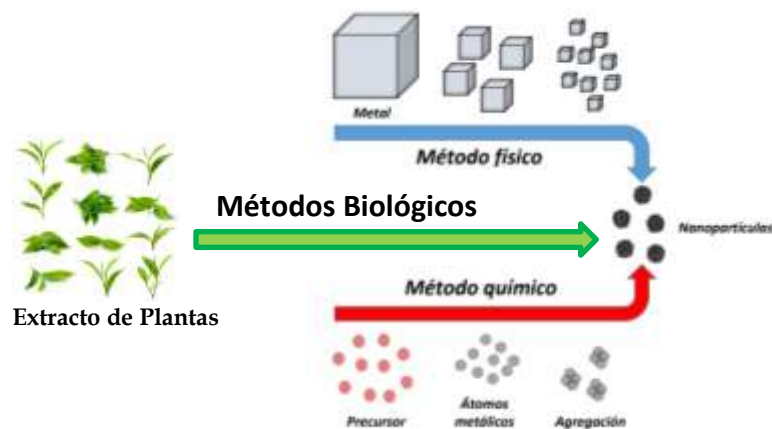 Metal
Método físico
Métodos Biológicos
Nanopartículas
Método químico
Extracto de Plantas
Precursor
Átomos
metálicos
Agregación